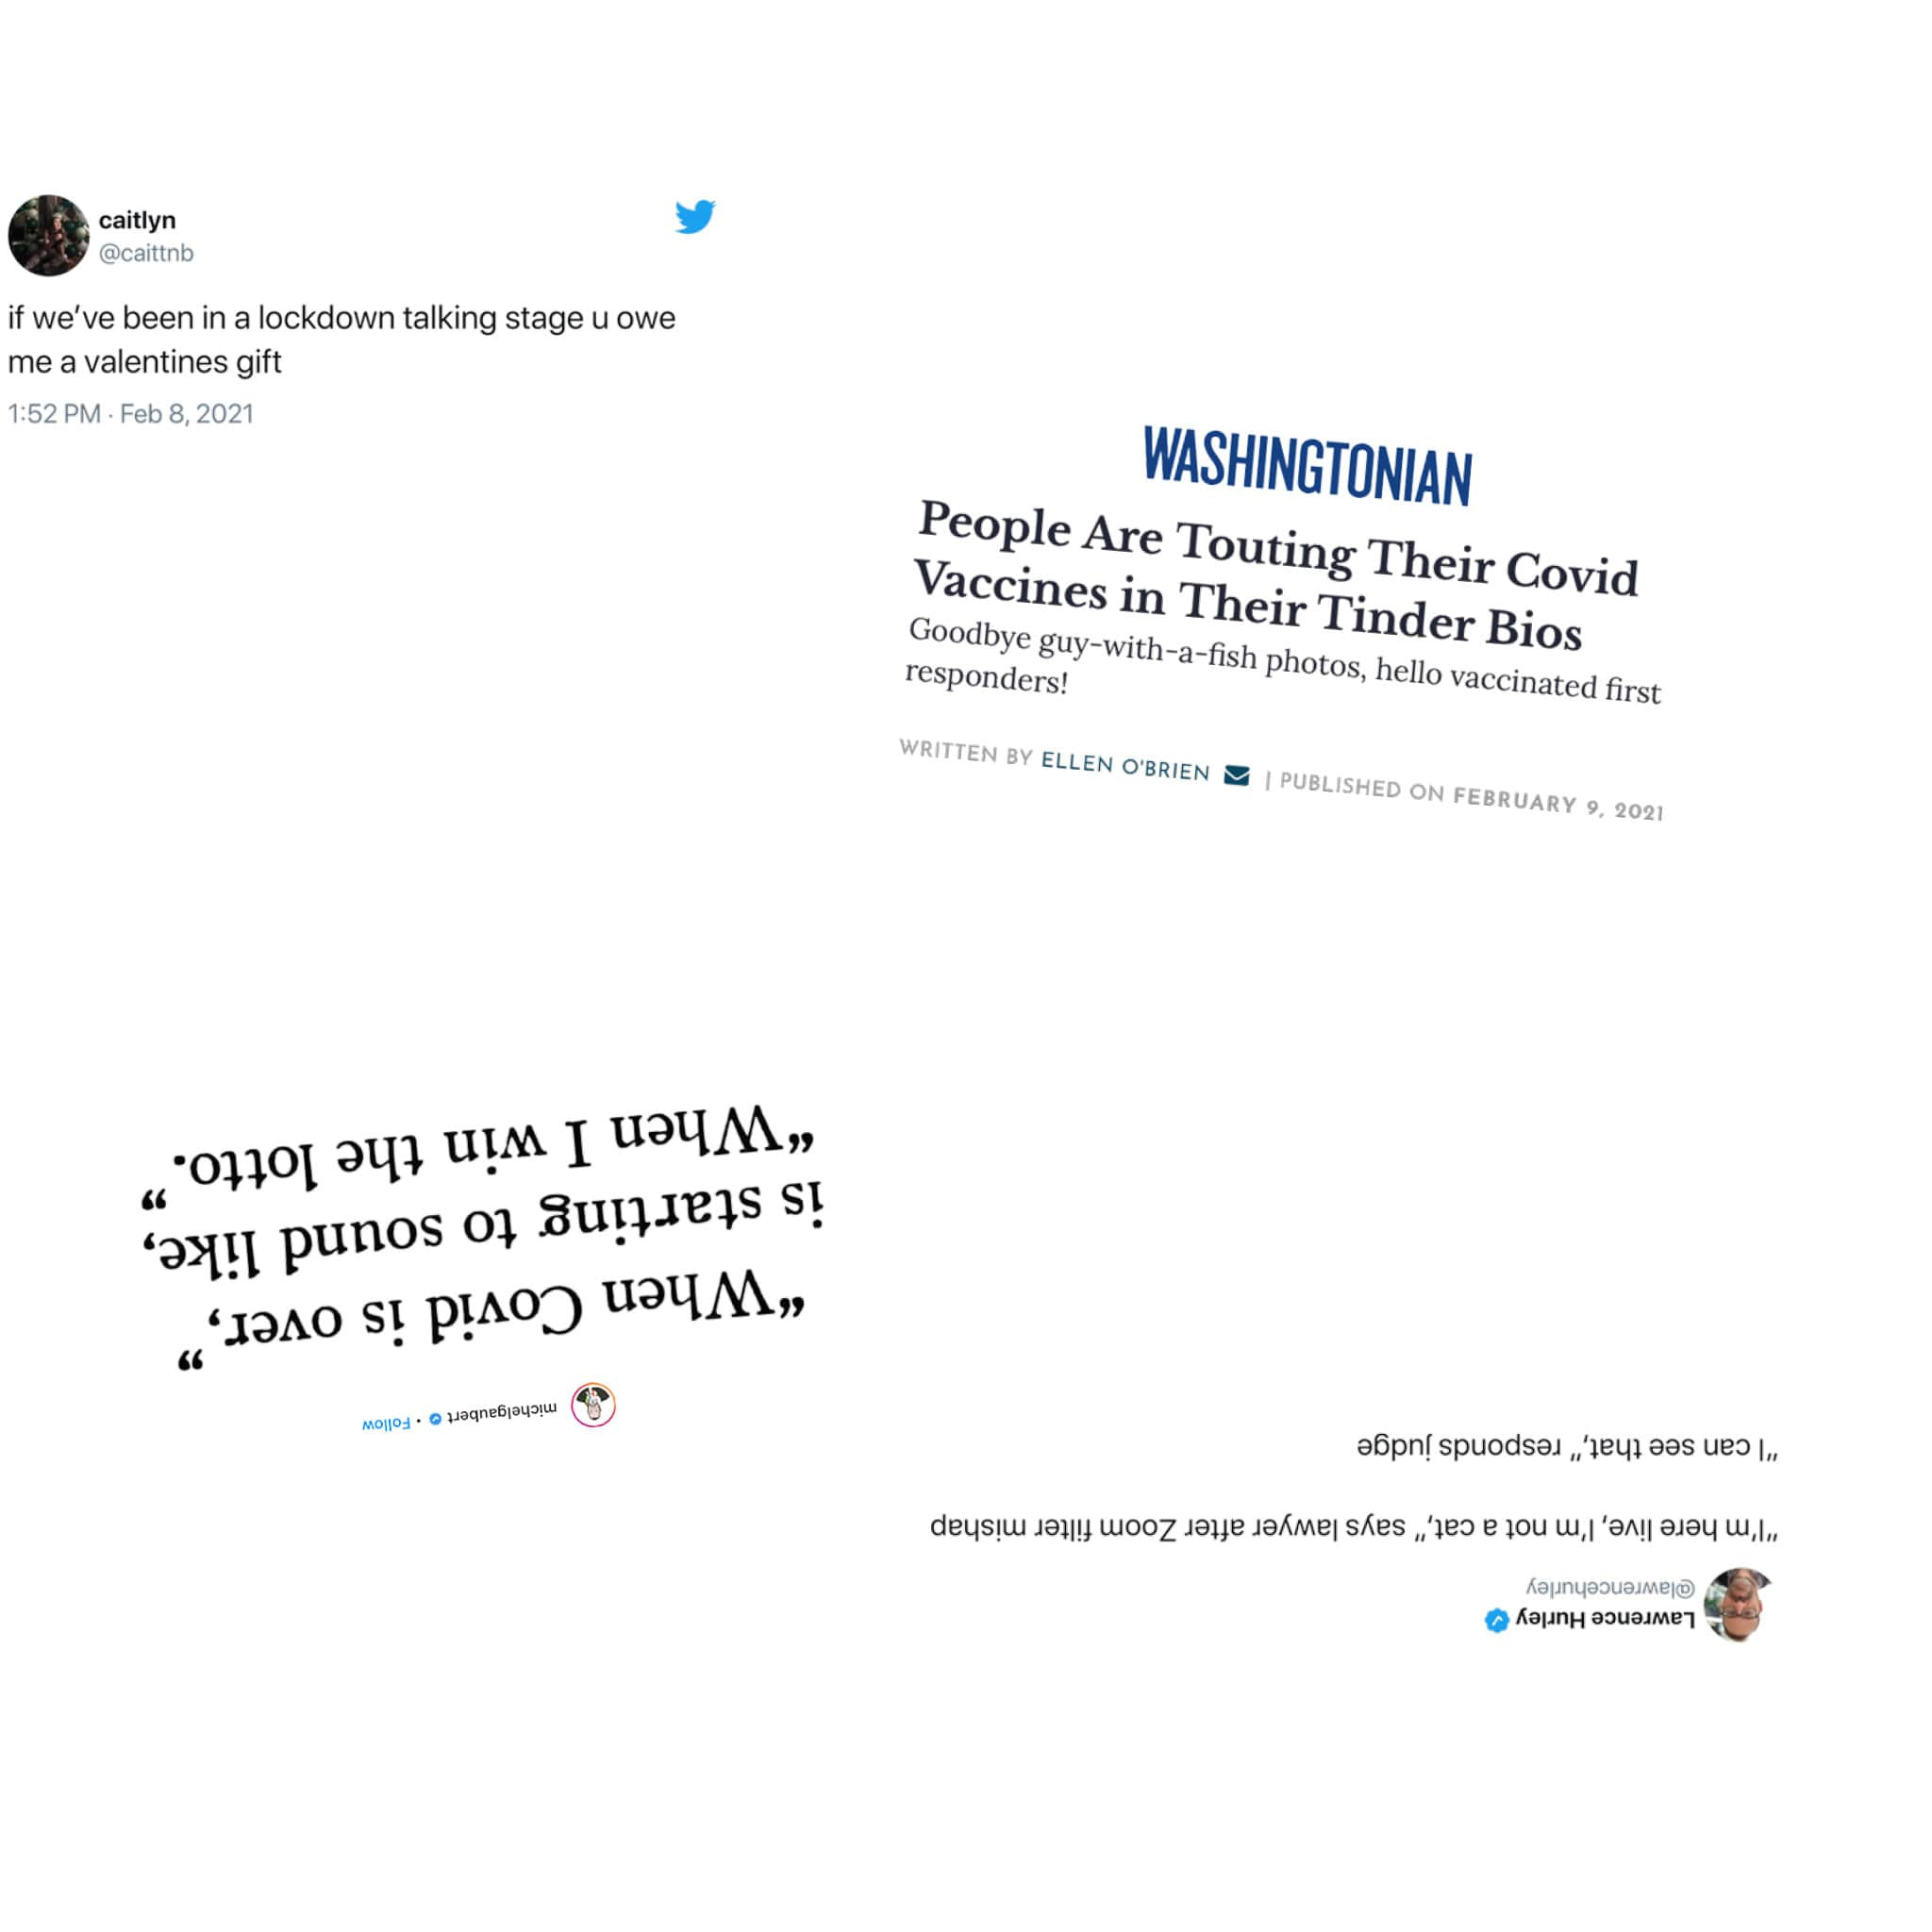 caitlyn
@caittnb
if we’ve been in a lockdown talking stage u owe
me a valentines gift
1:52 PM · Feb 8, 2021
WASHINGTONIAN
People Are Touting Their Covid
Vaccines in Their Tinder Bios
Goodbye guy-with-a-fish photos, hello vaccinated first
responders!
WRITTEN BY ELLEN O'BRIEN | PUBLISHED ON FEBRUARY 9, 2021
michelgaubert • Follow
“When Covid is over,”
is starting to sound like,
“When I win the lotto.”
Lawrence Hurley
@lawrencehurley
"I'm here live, I'm not a cat," says lawyer after Zoom filter mishap
"I can see that," responds judge